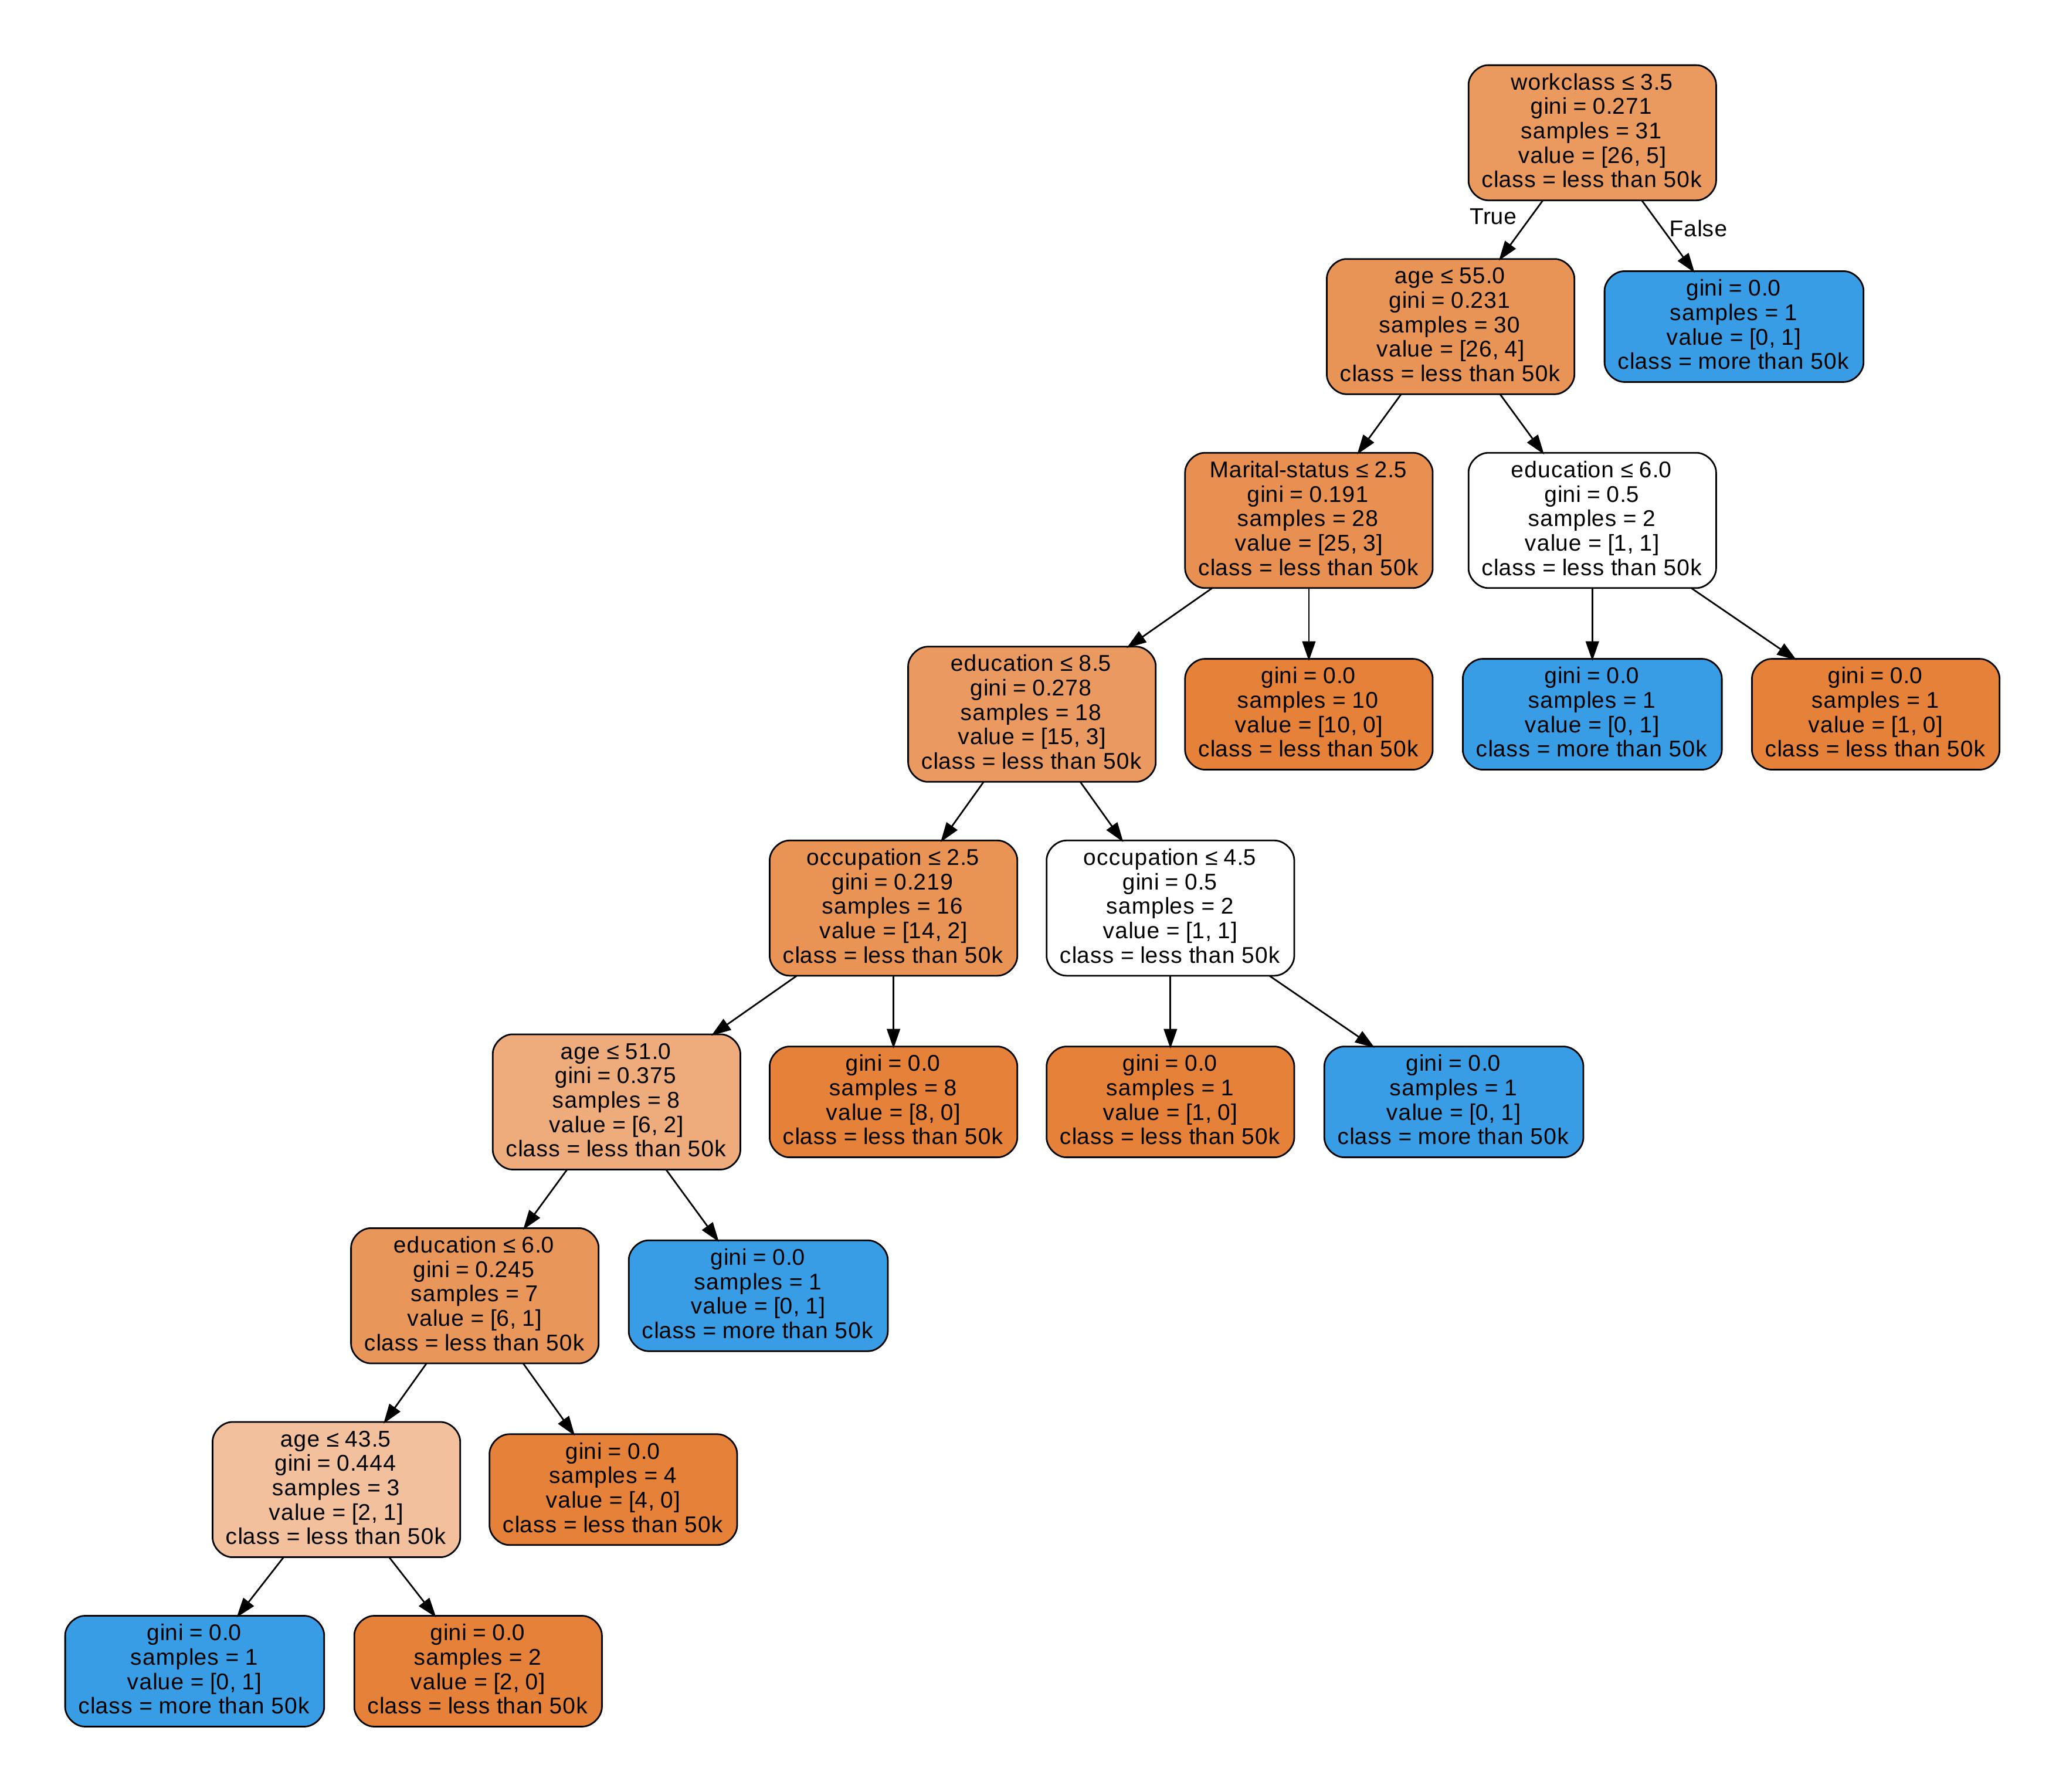 workclass ≤ 3.5
gini = 0.271
samples = 31
value = [26, 5]
class = less than 50k
True
False
age ≤ 55.0
gini = 0.231
samples = 30
value = [26, 4]
class = less than 50k
gini = 0.0
samples = 1
value = [0, 1]
class = more than 50k
Marital-status ≤ 2.5
gini = 0.191
samples = 28
value = [25, 3]
class = less than 50k
education ≤ 6.0
gini = 0.5
samples = 2
value = [1, 1]
class = less than 50k
education ≤ 8.5
gini = 0.278
samples = 18
value = [15, 3]
class = less than 50k
gini = 0.0
samples = 10
value = [10, 0]
class = less than 50k
gini = 0.0
samples = 1
value = [0, 1]
class = more than 50k
gini = 0.0
samples = 1
value = [1, 0]
class = less than 50k
occupation ≤ 2.5
gini = 0.219
samples = 16
value = [14, 2]
class = less than 50k
occupation ≤ 4.5
gini = 0.5
samples = 2
value = [1, 1]
class = less than 50k
age ≤ 51.0
gini = 0.375
samples = 8
value = [6, 2]
class = less than 50k
gini = 0.0
samples = 8
value = [8, 0]
class = less than 50k
gini = 0.0
samples = 1
value = [1, 0]
class = less than 50k
gini = 0.0
samples = 1
value = [0, 1]
class = more than 50k
education ≤ 6.0
gini = 0.245
samples = 7
value = [6, 1]
class = less than 50k
gini = 0.0
samples = 1
value = [0, 1]
class = more than 50k
age ≤ 43.5
gini = 0.444
samples = 3
value = [2, 1]
class = less than 50k
gini = 0.0
samples = 4
value = [4, 0]
class = less than 50k
gini = 0.0
samples = 1
value = [0, 1]
class = more than 50k
gini = 0.0
samples = 2
value = [2, 0]
class = less than 50k